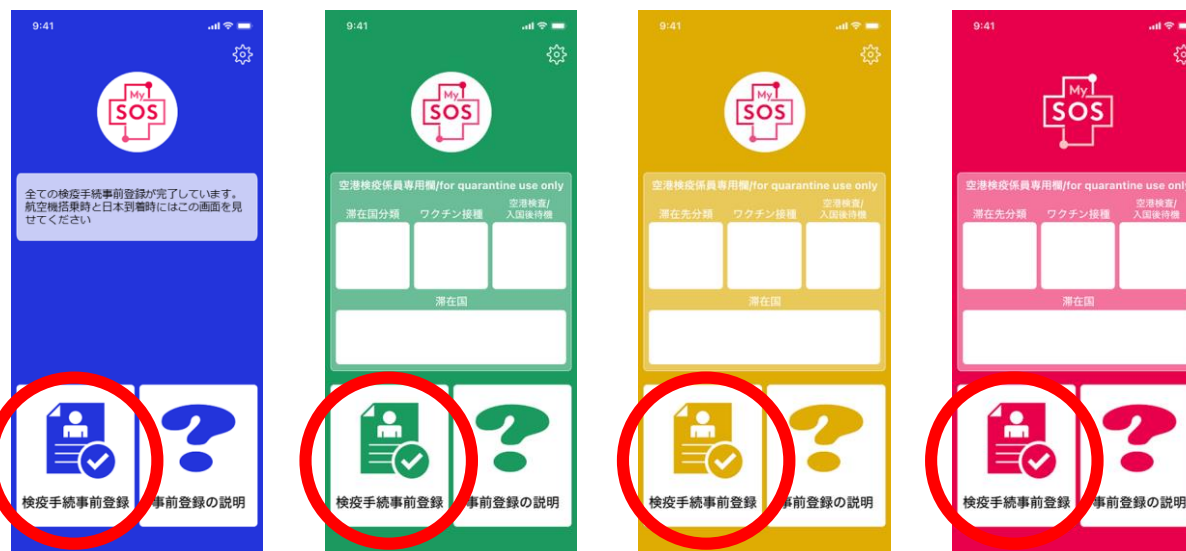 9:41
My
SOS
全ての検疫手続事前登録が完了しています。
航空機搭乗時と日本到着時にはこの画面を見
せてください
検疫手続事前登録
事前登録の説明
9:41
My
SOS
空港検疫係員専用欄/for quarantine use only
滞在国分類
ワクチン接種
空港検査/
入国後待機
滞在国
検疫手続事前登録
事前登録の説明
9:41
My
SOS
空港検疫係員専用欄/for quarantine use only
滞在先分類
ワクチン接種
空港検査/
入国後待機
滞在国
検疫手続事前登録
事前登録の説明
9:41
My
SOS
空港検疫係員専用欄/for quarantine use only
滞在先分類
ワクチン接種
空港検査/
入国後待機
滞在国
検疫手続事前登録
事前登録の説明